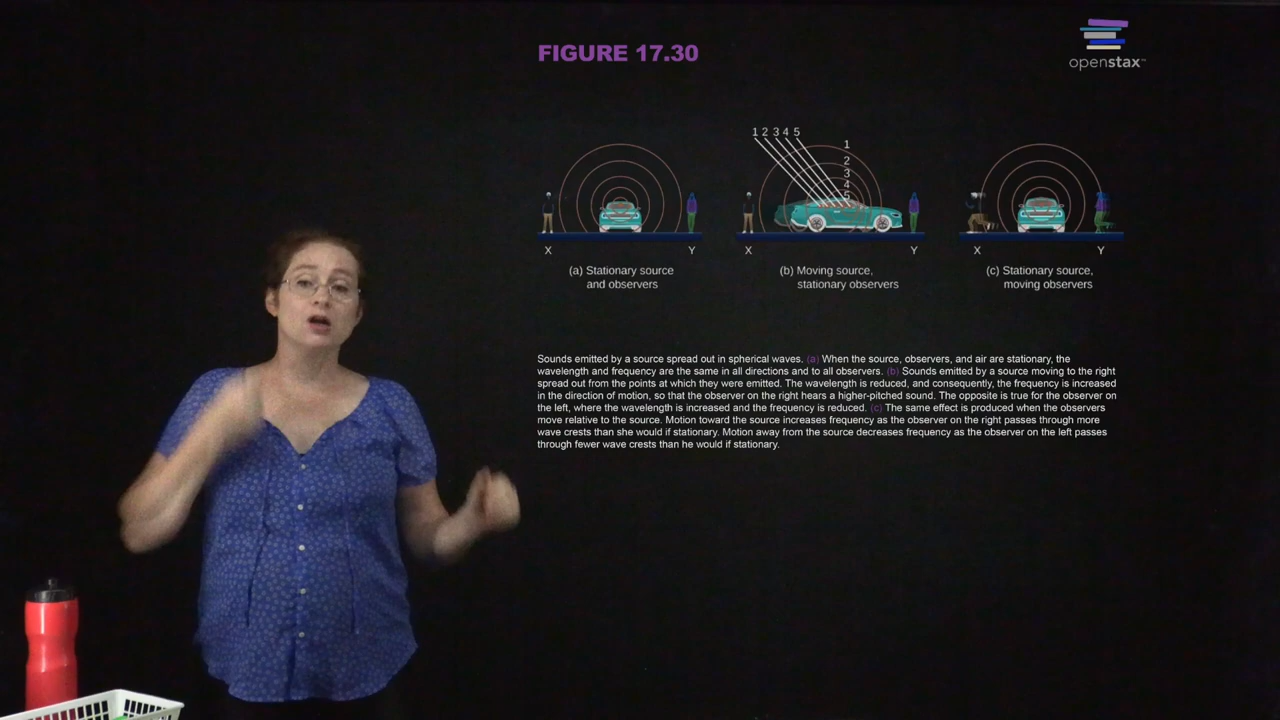 FIGURE 17.30
openstax™
1 2 3 4 5
1
2
3
4
5
X Y
X Y
X Y
(a) Stationary source
and observers
(b) Moving source,
stationary observers
(c) Stationary source,
moving observers
Sounds emitted by a source spread out in spherical waves. (a) When the source, observers, and air are stationary, the
wavelength and frequency are the same in all directions and to all observers. (b) Sounds emitted by a source moving to the right
spread out from the points at which they were emitted. The wavelength is reduced, and consequently, the frequency is increased
in the direction of motion, so that the observer on the right hears a higher-pitched sound. The opposite is true for the observer on
the left, where the wavelength is increased and the frequency is reduced. (c) The same effect is produced when the observers
move relative to the source. Motion toward the source increases frequency as the observer on the right passes through more
wave crests than she would if stationary. Motion away from the source decreases frequency as the observer on the left passes
through fewer wave crests than he would if stationary.